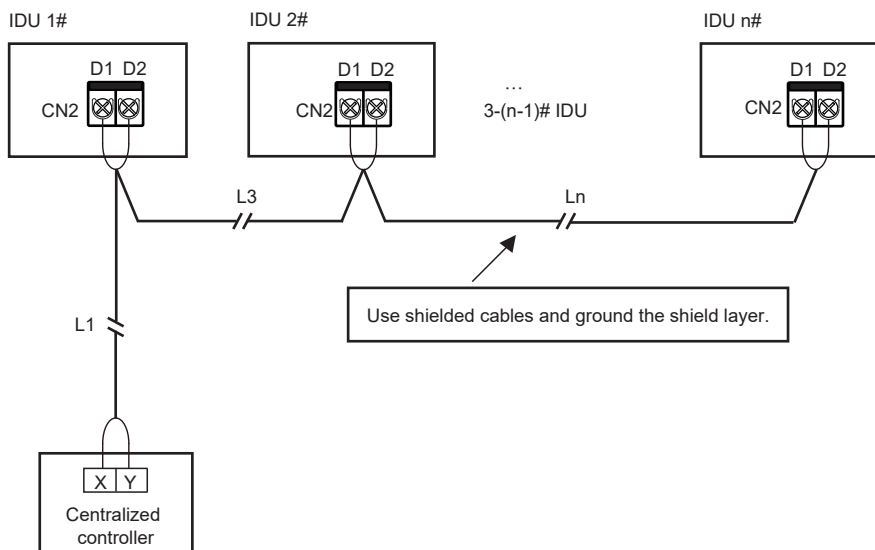 IDU 1#
IDU 2#
IDU n#
D1 D2
D1 D2
D1 D2
CN2
CN2
CN2
...
3-(n-1)# IDU
L3
Ln
Use shielded cables and ground the shield layer.
L1
X Y
Centralized
controller